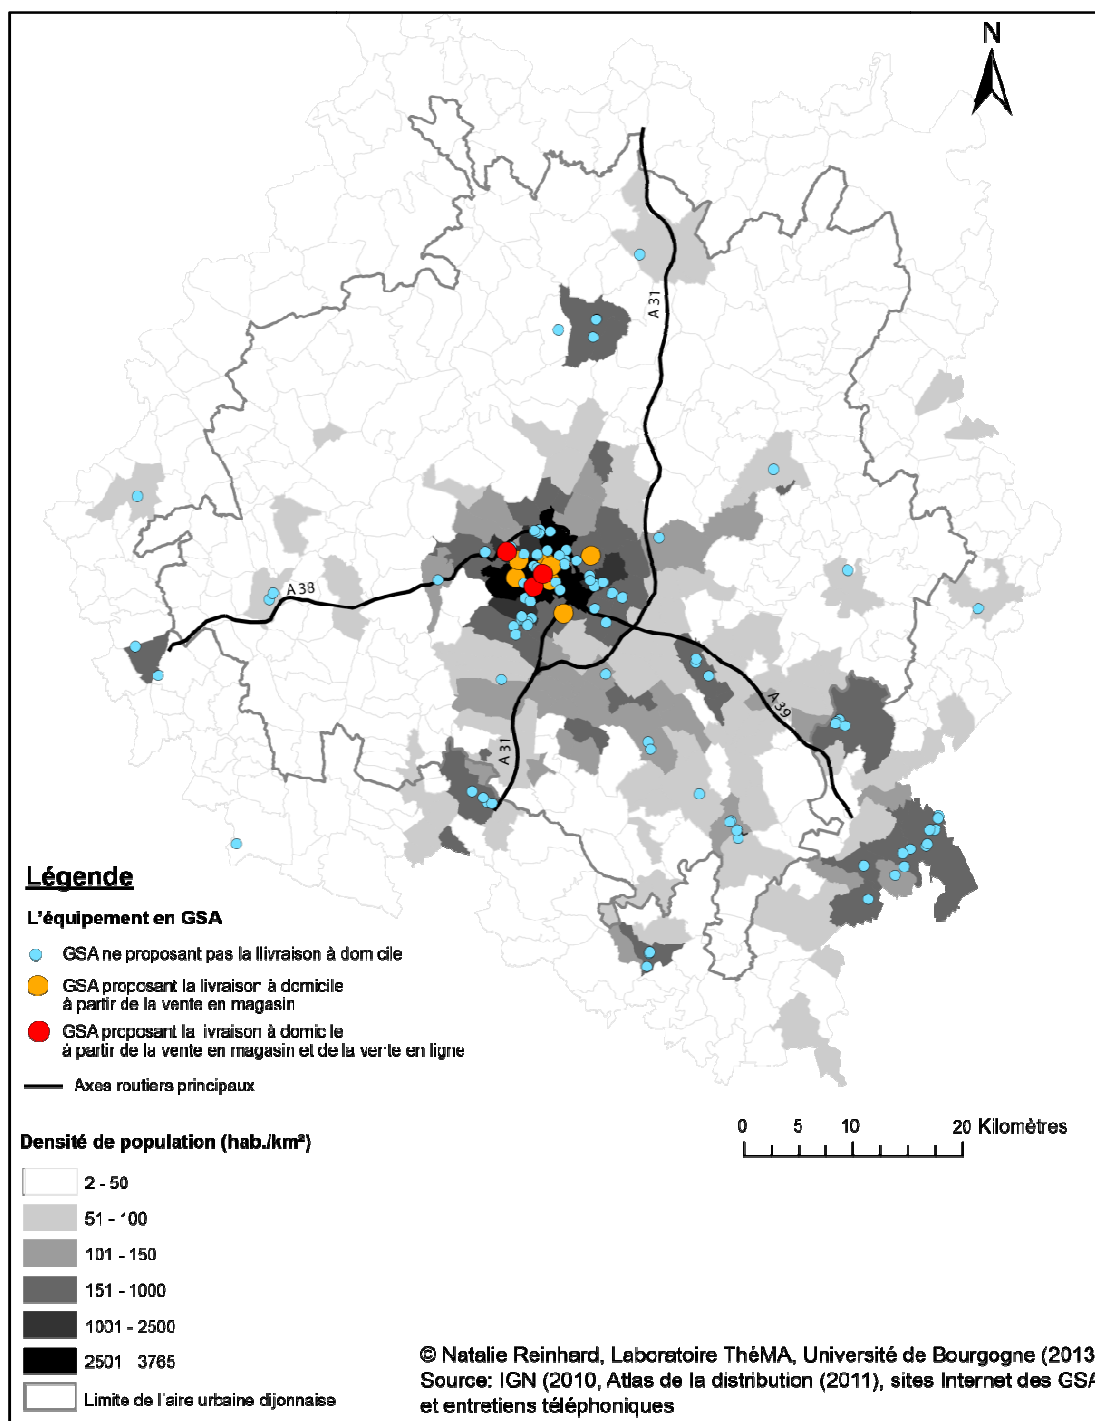 N
A 31
A 38
A 39
A 31
Légende
L'équipement en GSA
GSA ne proposant pas la llivraison à domicile
GSA proposant la livraison à domicile
à partir de la vente en magasin
GSA proposant la ivraison à domicile
à partir de la vente en magasin et de la vente en ligne
Axes routiers principaux
0 5 10 20 Kilomètres
Densité de population (hab./km²)
2 - 50
51 - 100
101 - 150
151 - 1000
1001 - 2500
2501 3765
Limite de l'aire urbaine dijonnaise
© Natalie Reinhard, Laboratoire ThéMA, Université de Bourgogne (2013
Source: IGN (2010, Atlas de la distribution (2011), sites Internet des GSA
et entretiens téléphoniques